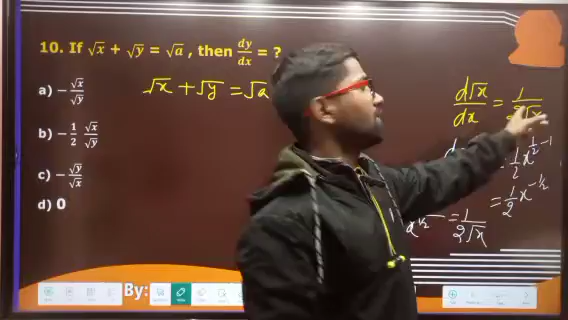 10. If √x + √y = √a , then dy/dx = ?
a) − √x/√y
b) − 1/2 √x/√y
c) − √y/√x
d) 0
√x + √y = √a
d√x/dx = 1/2√x
1/2 x^(1/2 −1)
= 1/2 x^(−1/2)
= 1/2√x
By: